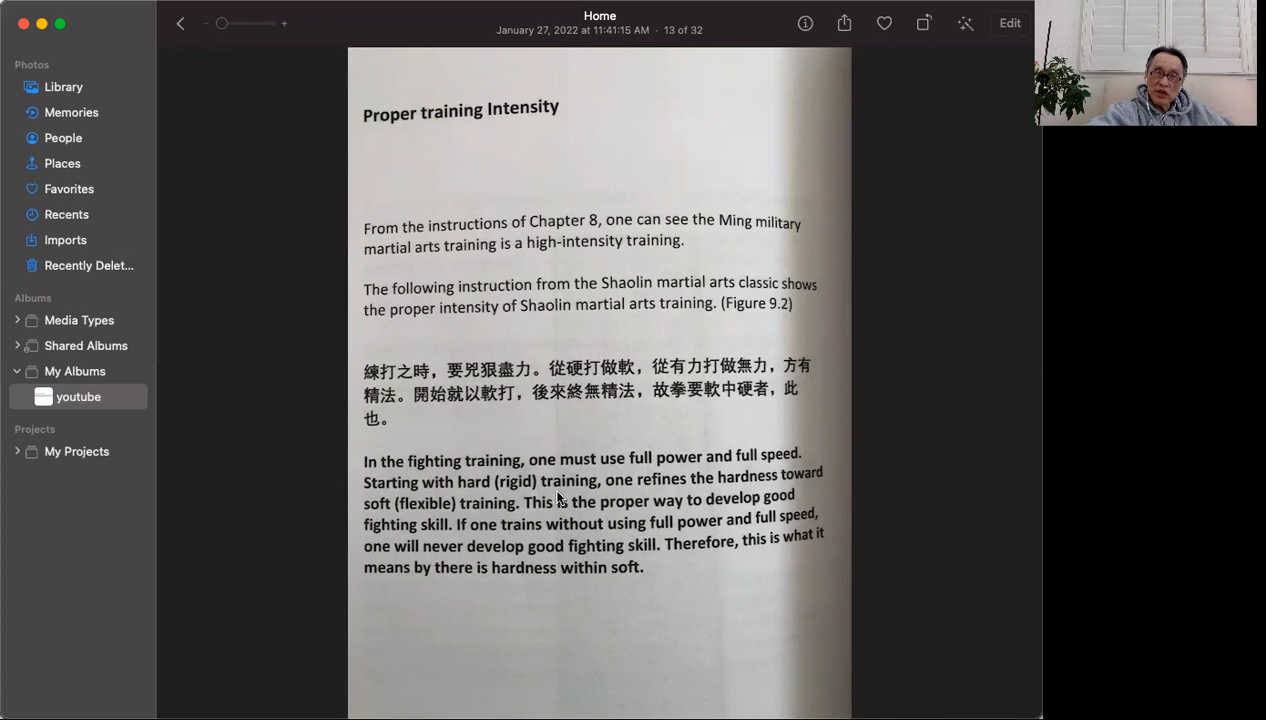 Home
January 27, 2022 at 11:41:15 AM · 13 of 32
Edit
Photos
Library
Memories
People
Places
Favorites
Recents
Imports
Recently Delet...
Albums
Media Types
Shared Albums
My Albums
youtube
Projects
My Projects
Proper training Intensity
From the instructions of Chapter 8, one can see the Ming military
martial arts training is a high-intensity training.
The following instruction from the Shaolin martial arts classic shows
the proper intensity of Shaolin martial arts training. (Figure 9.2)
練打之時，要兇狠盡力。從硬打做軟，從有力打做無力，方有
精法。開始就以軟打，後來終無精法，故拳要軟中硬者，此
也。
In the fighting training, one must use full power and full speed.
Starting with hard (rigid) training, one refines the hardness toward
soft (flexible) training. This is the proper way to develop good
fighting skill. If one trains without using full power and full speed,
one will never develop good fighting skill. Therefore, this is what it
means by there is hardness within soft.